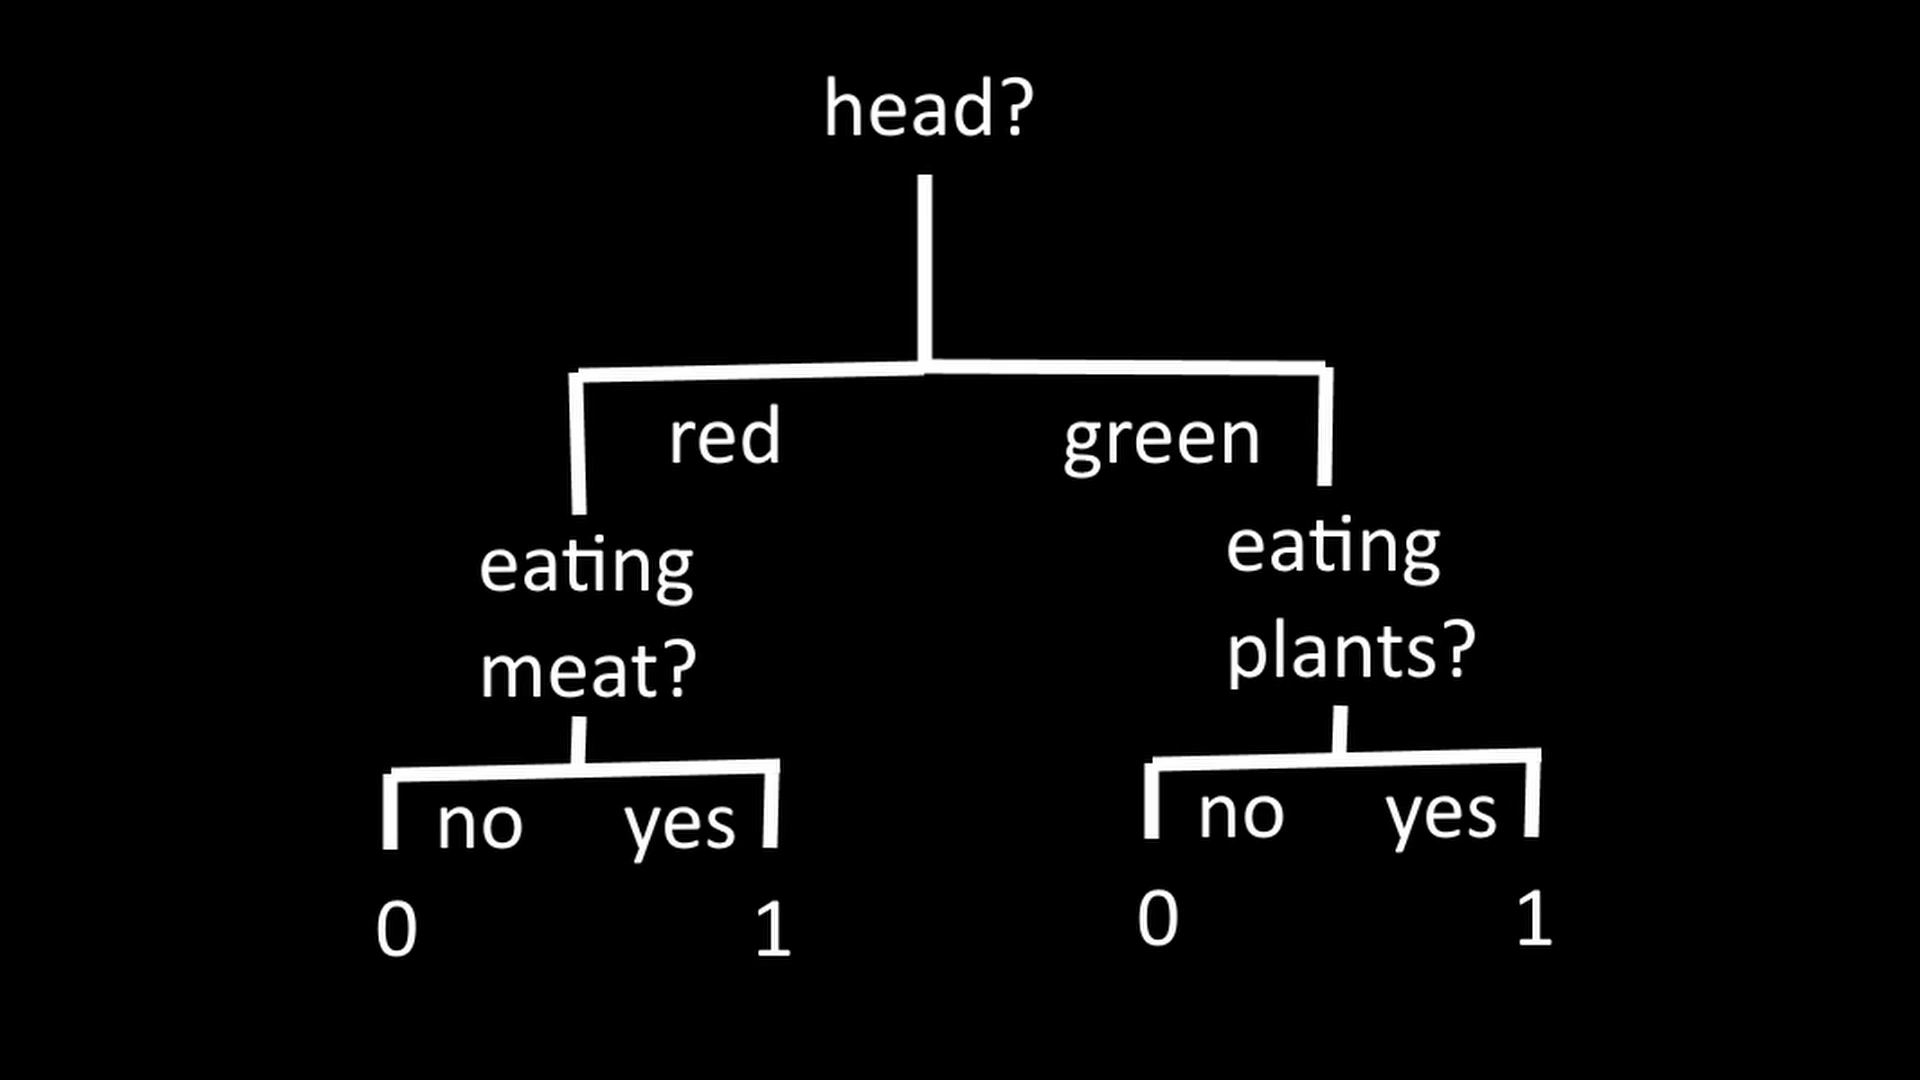 head?
red
green
eating
meat?
eating
plants?
no
yes
no
yes
0
1
0
1